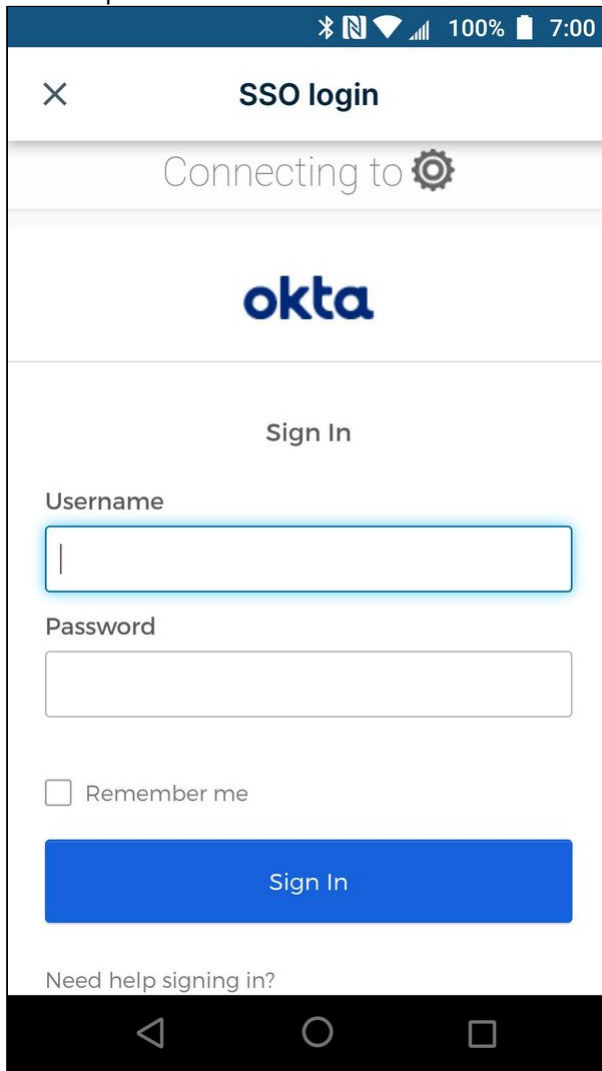 100% 7:00
SSO login
Connecting to
okta
Sign In
Username
Password
Remember me
Sign In
Need help signing in?